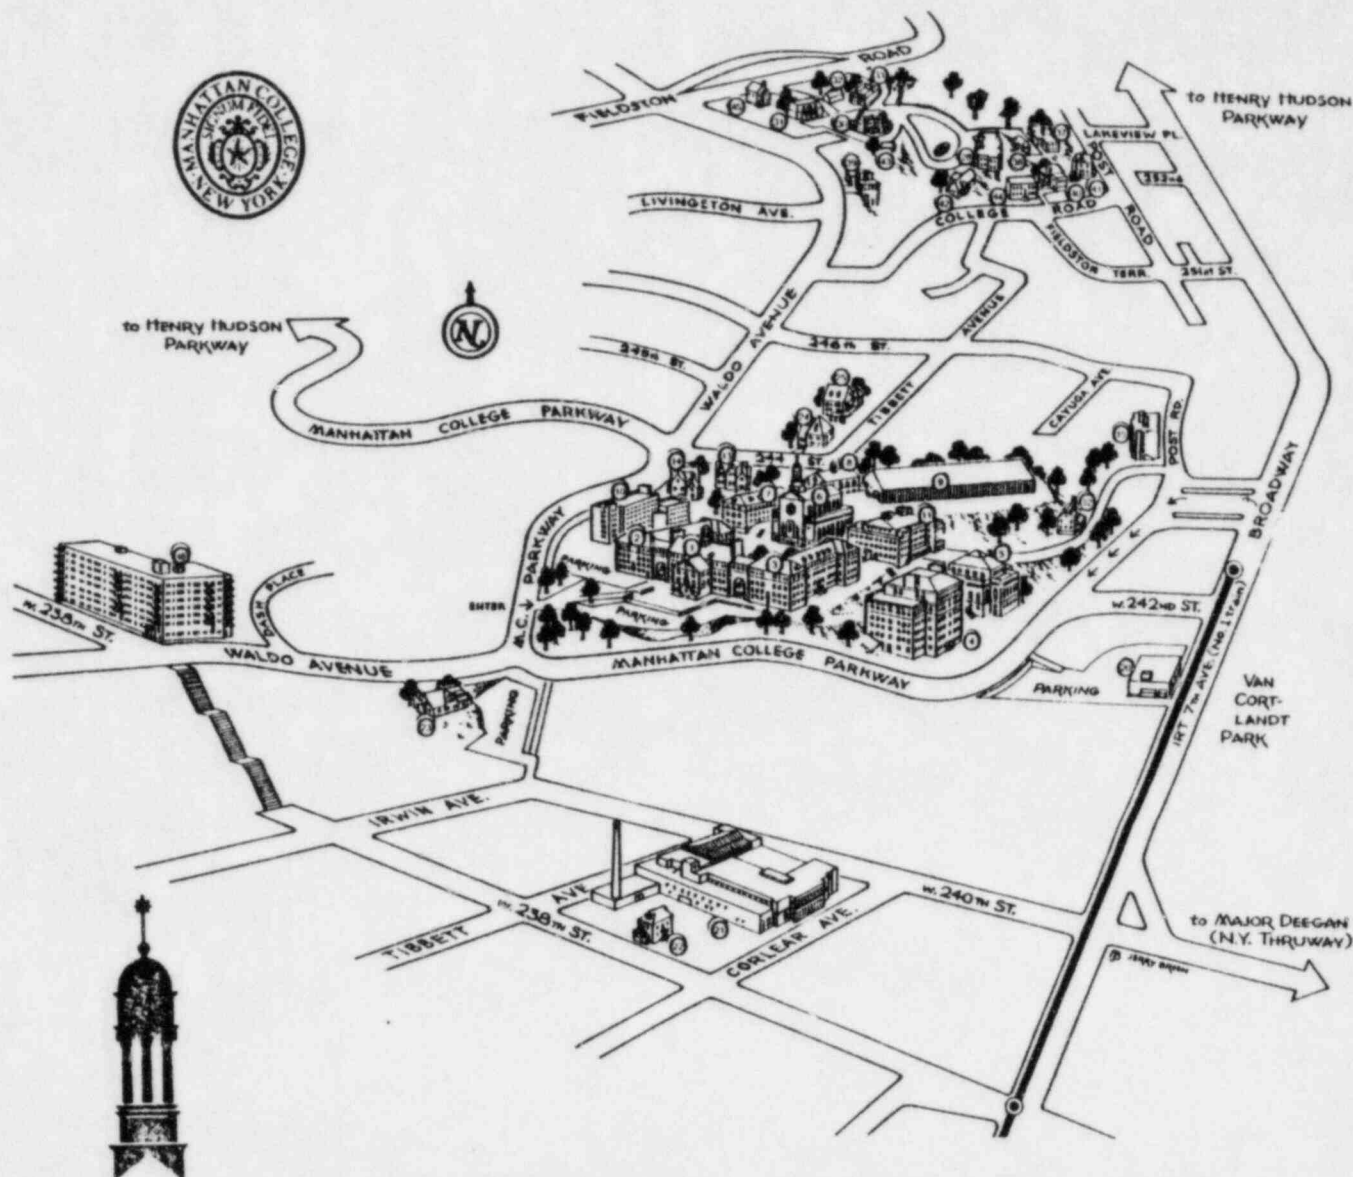 MANHATTAN COLLEGE
NEW YORK
SIGNUM FIDEI
N
to HENRY HUDSON
PARKWAY
to HENRY HUDSON
PARKWAY
FIELDSTON ROAD
LAKEVIEW PL.
POST ROAD
LIVINGSTON AVE.
COLLEGE ROAD
FIELDSTON TERR.
251ST ST.
WALDO AVENUE
TIBBETT AVENUE
246TH ST.
CAYUGA AVE
POST RD.
MANHATTAN COLLEGE PARKWAY
244 ST.
BROADWAY
M.C. PARKWAY
PARKING
PARKING
ENTER
W. 238TH ST.
DASH PLACE
WALDO AVENUE
MANHATTAN COLLEGE PARKWAY
W. 242ND ST.
IRT 7TH AVE. (No 1 train)
PARKING
PARKING
VAN
CORT-
LANDT
PARK
IRWIN AVE.
TIBBETT AVE
W. 238TH ST.
CORLEAR AVE.
W. 240TH ST.
to MAJOR DEEGAN
(N.Y. THRUWAY)